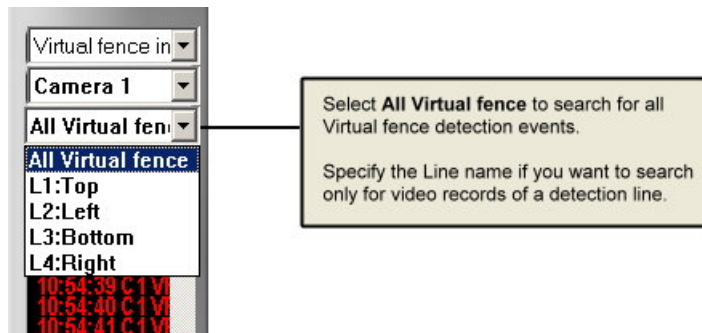 Virtual fence in
Camera 1
All Virtual fen
All Virtual fence
L1:Top
L2:Left
L3:Bottom
L4:Right
10:54:39 C1 VF
10:54:40 C1 VF
10:54:41 C1 VF
Select All Virtual fence to search for all
Virtual fence detection events.
Specify the Line name if you want to search
only for video records of a detection line.